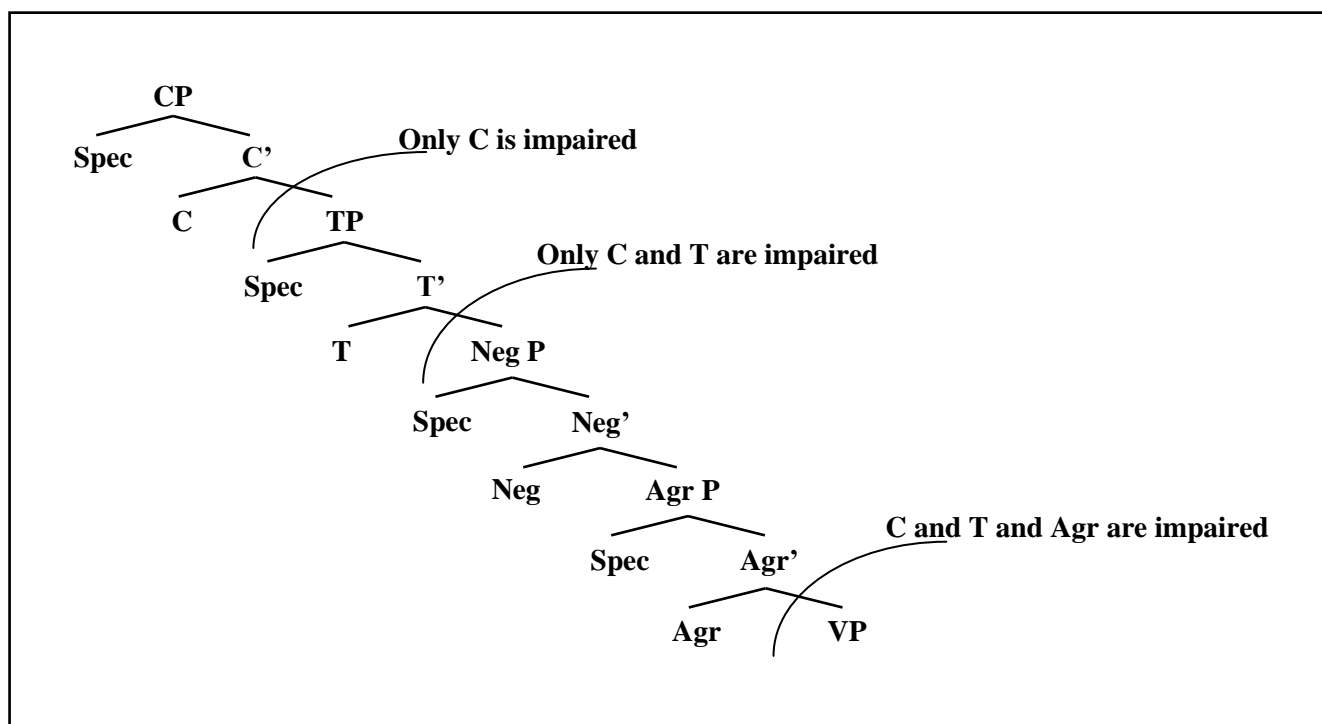 CP
Only C is impaired
Spec C’
C TP
Only C and T are impaired
Spec T’
T Neg P
Spec Neg’
Neg Agr P
C and T and Agr are impaired
Spec Agr’
Agr VP